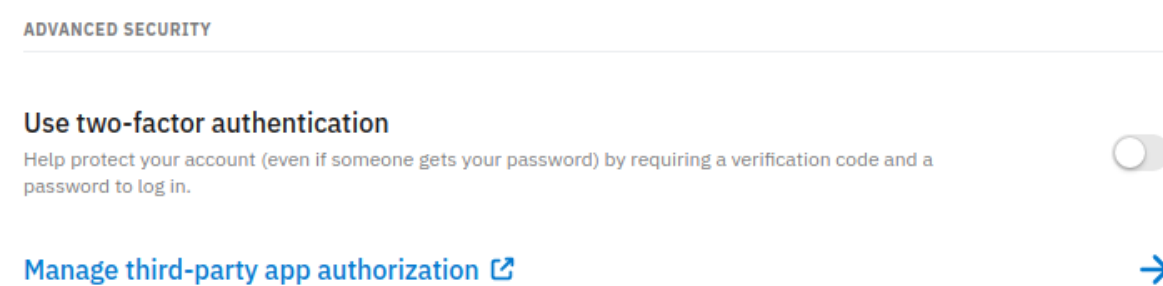 ADVANCED SECURITY
Use two-factor authentication
Help protect your account (even if someone gets your password) by requiring a verification code and a
password to log in.
Manage third-party app authorization